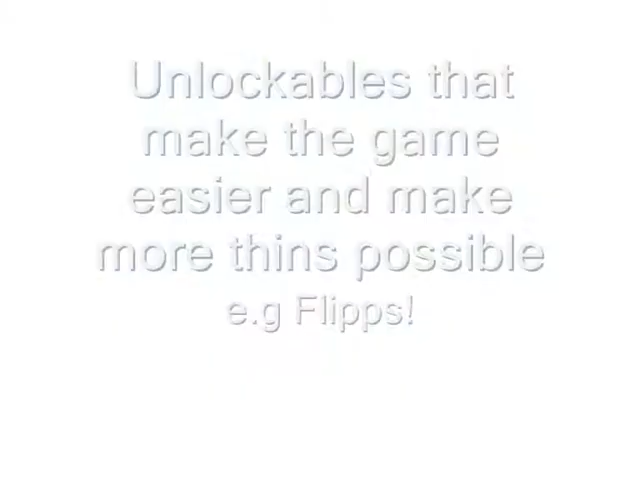 Unlockables that
make the game
easier and make
more thins possible
e.g Flipps!